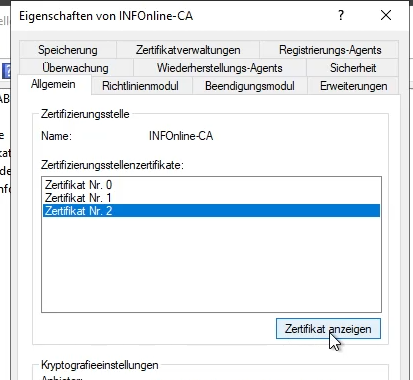 Eigenschaften von INFOnline-CA
?
Speicherung Zertifikatverwaltungen Registrierungs-Agents
Überwachung Wiederherstellungs-Agents Sicherheit
Allgemein Richtlinienmodul Beendigungsmodul Erweiterungen
Zertifizierungsstelle
Name: INFOnline-CA
Zertifizierungsstellenzertifikate:
Zertifikat Nr. 0
Zertifikat Nr. 1
Zertifikat Nr. 2
Zertifikat anzeigen
Kryptografieeinstellungen